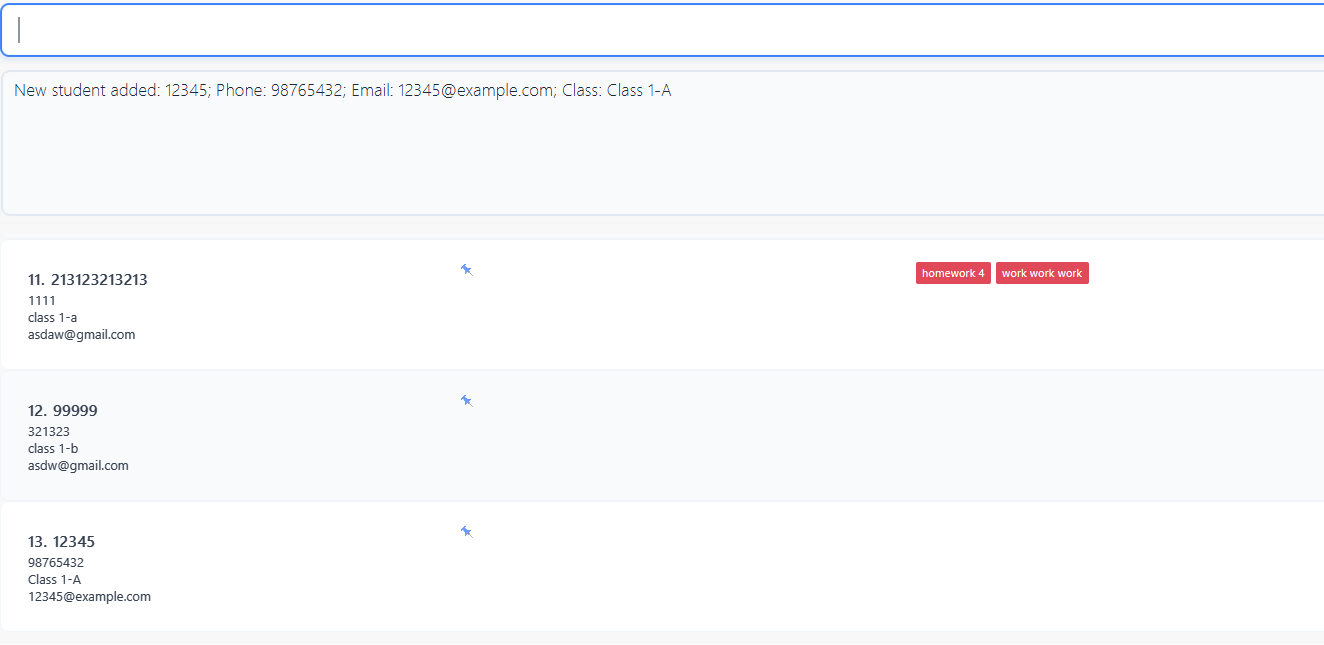 New student added: 12345; Phone: 98765432; Email: 12345@example.com; Class: Class 1-A
11. 213123213213
1111
class 1-a
asdaw@gmail.com
homework 4 work work work
12. 99999
321323
class 1-b
asdw@gmail.com
13. 12345
98765432
Class 1-A
12345@example.com